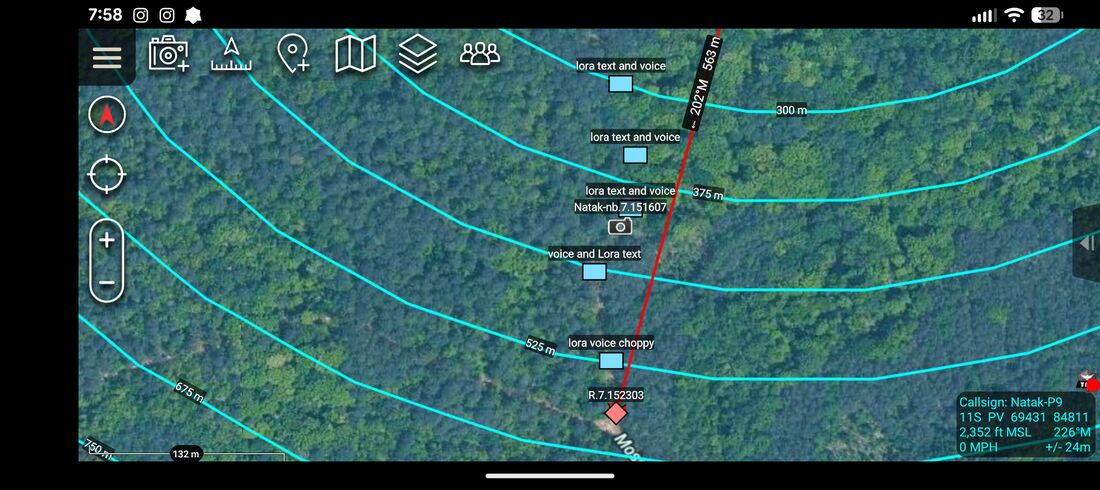 7:58
32
lora text and voice
← 202°M 563 m
300 m
lora text and voice
lora text and voice
375 m
Natak-nb.7.151607
voice and Lora text
lora voice choppy
525 m
R.7.152303
675 m
750 m
132 m
Callsign: Natak-P9
11S PV 69431 84811
2,352 ft MSL 226°M
0 MPH +/- 24m